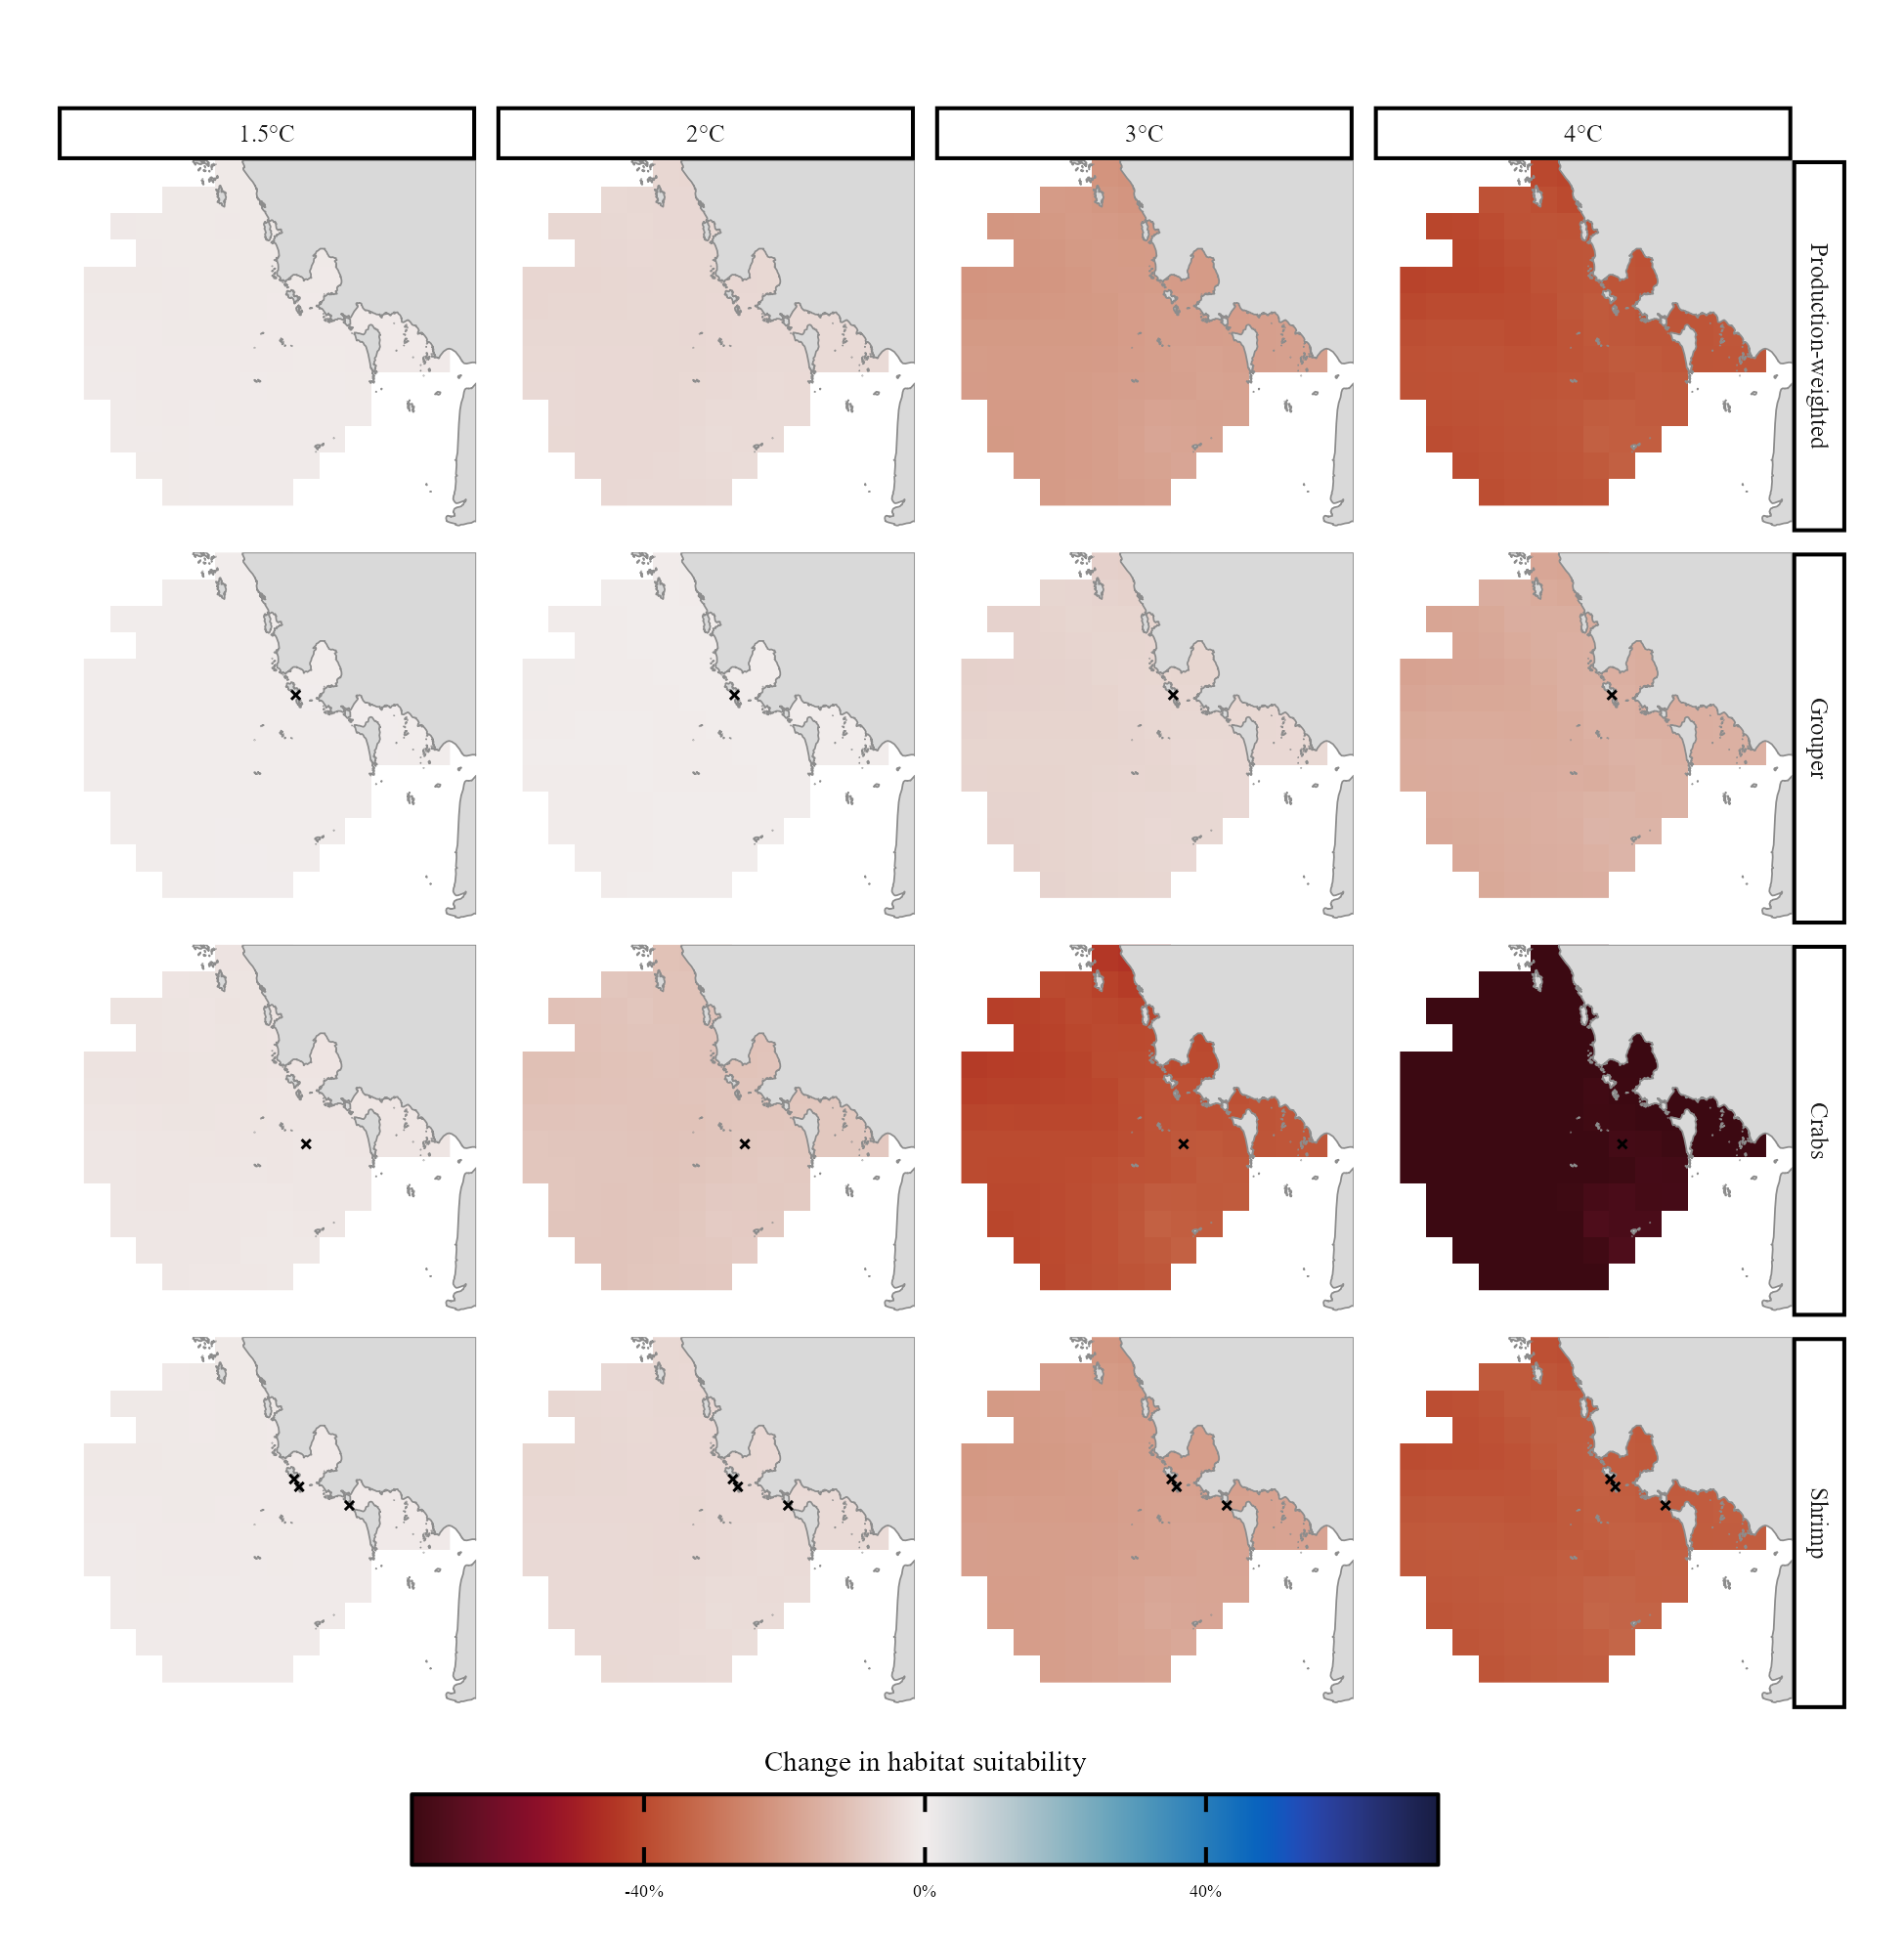 1.5°C
2°C
3°C
4°C
Production-weighted
Grouper
Crabs
Shrimp
Change in habitat suitability
-40%
0%
40%